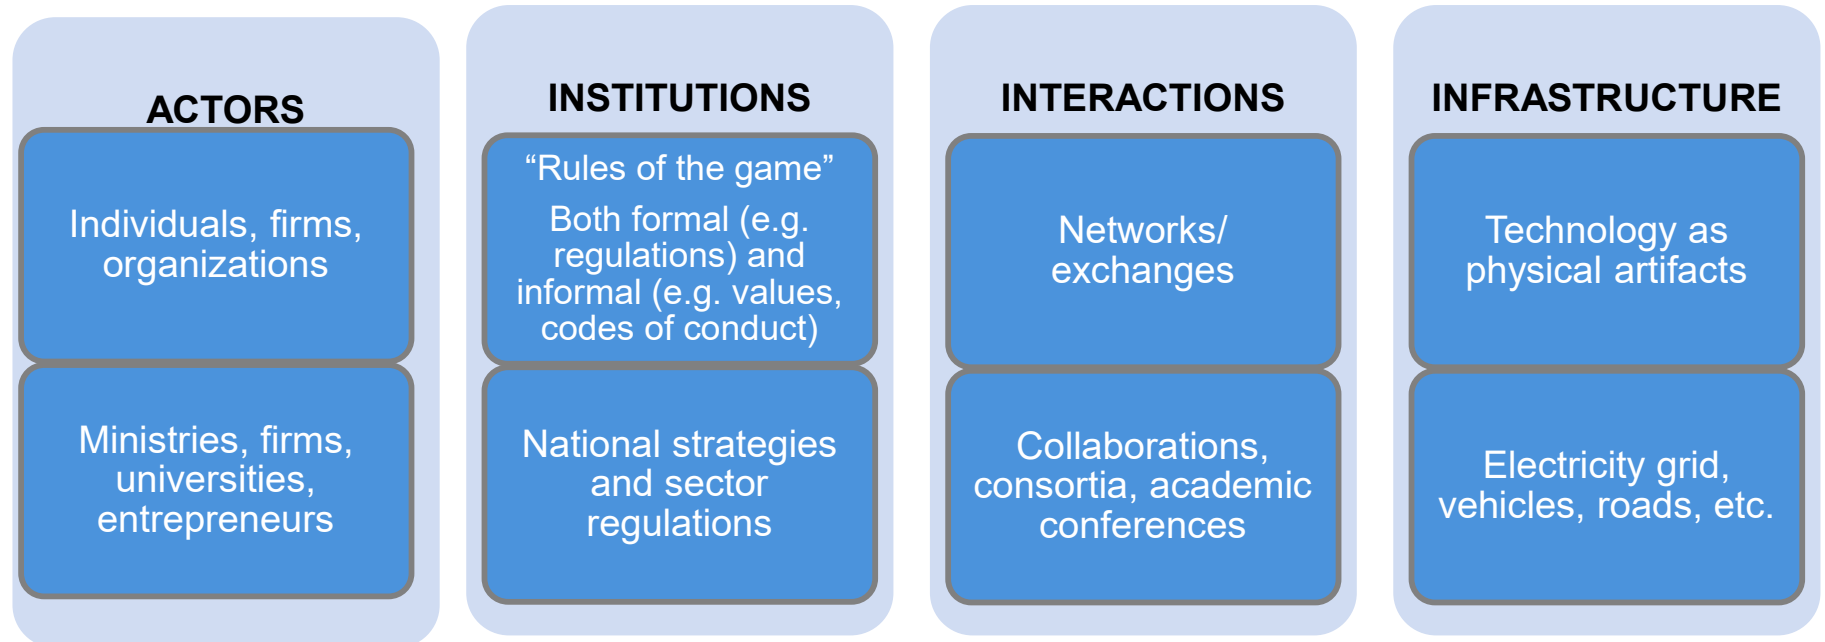 ACTORS
Individuals, firms,
organizations
Ministries, firms,
universities,
entrepreneurs
INSTITUTIONS
“Rules of the game”
Both formal (e.g.
regulations) and
informal (e.g. values,
codes of conduct)
National strategies
and sector
regulations
INTERACTIONS
Networks/
exchanges
Collaborations,
consortia, academic
conferences
INFRASTRUCTURE
Technology as
physical artifacts
Electricity grid,
vehicles, roads, etc.